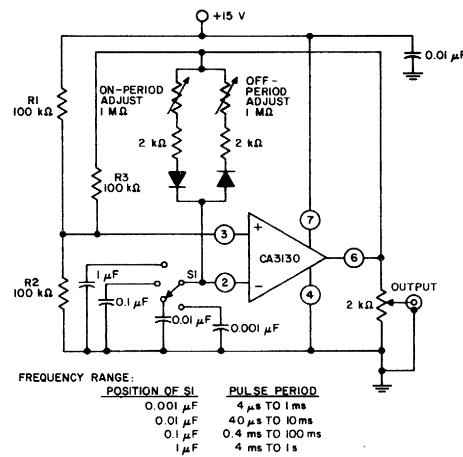 +15 V
0.01 µF
R1
100 kΩ
ON-PERIOD
ADJUST
1 MΩ
OFF-
PERIOD
ADJUST
1 MΩ
2 kΩ
2 kΩ
R3
100 kΩ
7
3
+
CA3130
6
2
−
4
S1
R2
100 kΩ
1 µF
0.1 µF
0.01 µF
0.001 µF
2 kΩ
OUTPUT
FREQUENCY RANGE:
POSITION OF S1 PULSE PERIOD
0.001 µF 4 µs TO 1 ms
0.01 µF 40 µs TO 10 ms
0.1 µF 0.4 ms TO 100 ms
1 µF 4 ms TO 1 s